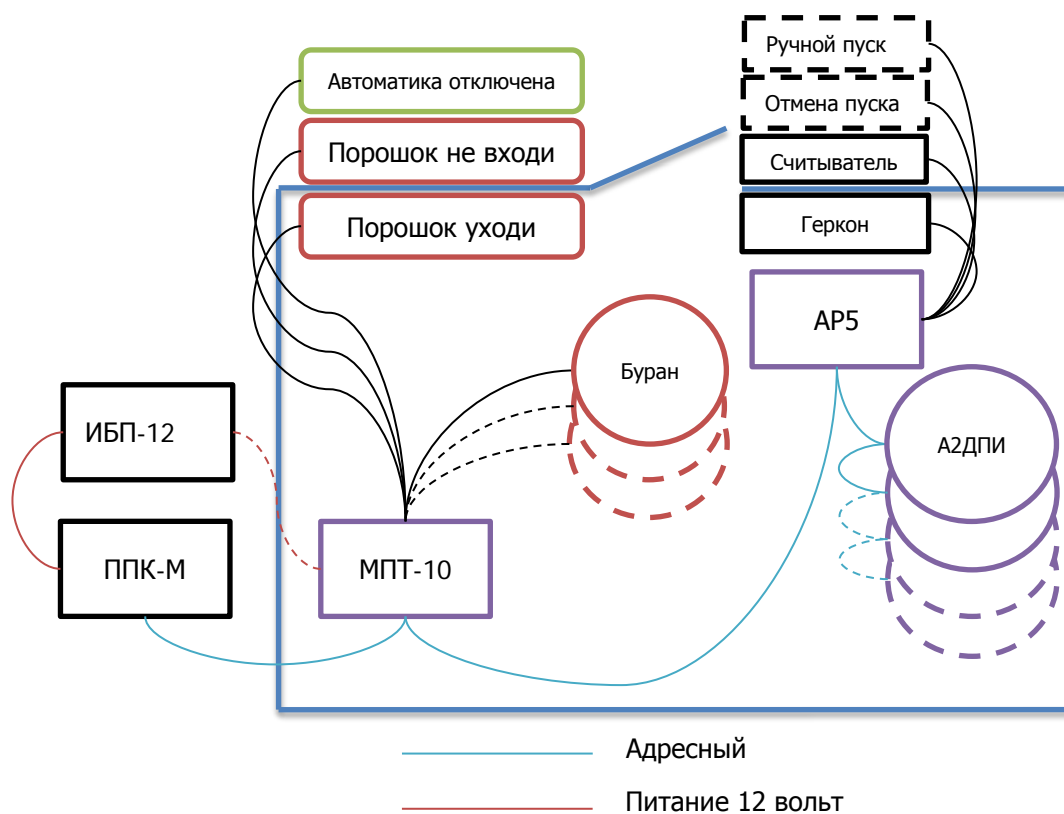 Ручной пуск
Автоматика отключена
Отмена пуска
Порошок не входи
Считыватель
Порошок уходи
Геркон
АР5
Буран
ИБП-12
А2ДПИ
ППК-М
МПТ-10
Адресный
Питание 12 вольт